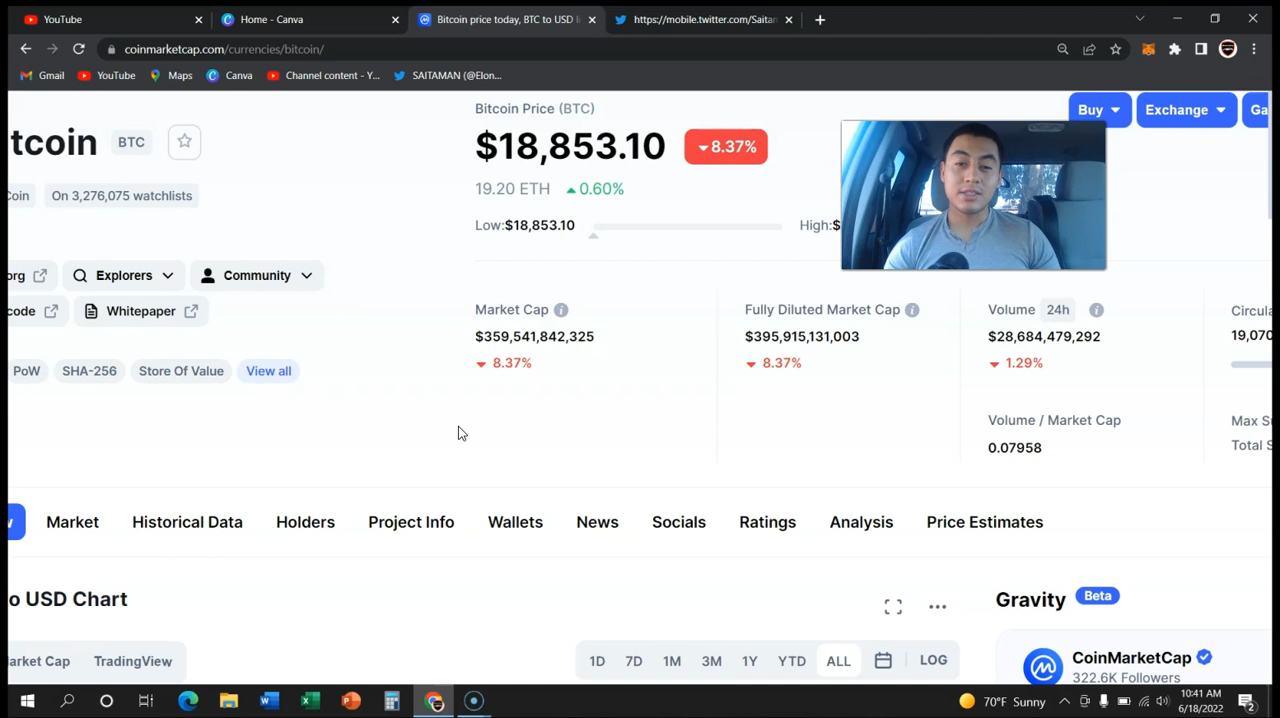 YouTube
Home - Canva
Bitcoin price today, BTC to USD li
https://mobile.twitter.com/Saitan
coinmarketcap.com/currencies/bitcoin/
Gmail
YouTube
Maps
Canva
Channel content - Y...
SAITAMAN (@Elon...
Bitcoin Price (BTC)
Buy
Exchange
Ga
tcoin
BTC
$18,853.10
8.37%
Coin
On 3,276,075 watchlists
19.20 ETH
0.60%
Low:$18,853.10
High:$
org
Explorers
Community
code
Whitepaper
Market Cap
$359,541,842,325
8.37%
Fully Diluted Market Cap
$395,915,131,003
8.37%
Volume
24h
$28,684,479,292
1.29%
Circula
19,070
PoW
SHA-256
Store Of Value
View all
Volume / Market Cap
0.07958
Max Su
Total S
w
Market
Historical Data
Holders
Project Info
Wallets
News
Socials
Ratings
Analysis
Price Estimates
o USD Chart
Gravity
Beta
arket Cap
TradingView
1D
7D
1M
3M
1Y
YTD
ALL
LOG
CoinMarketCap
322.6K Followers
70°F Sunny
10:41 AM
6/18/2022
2